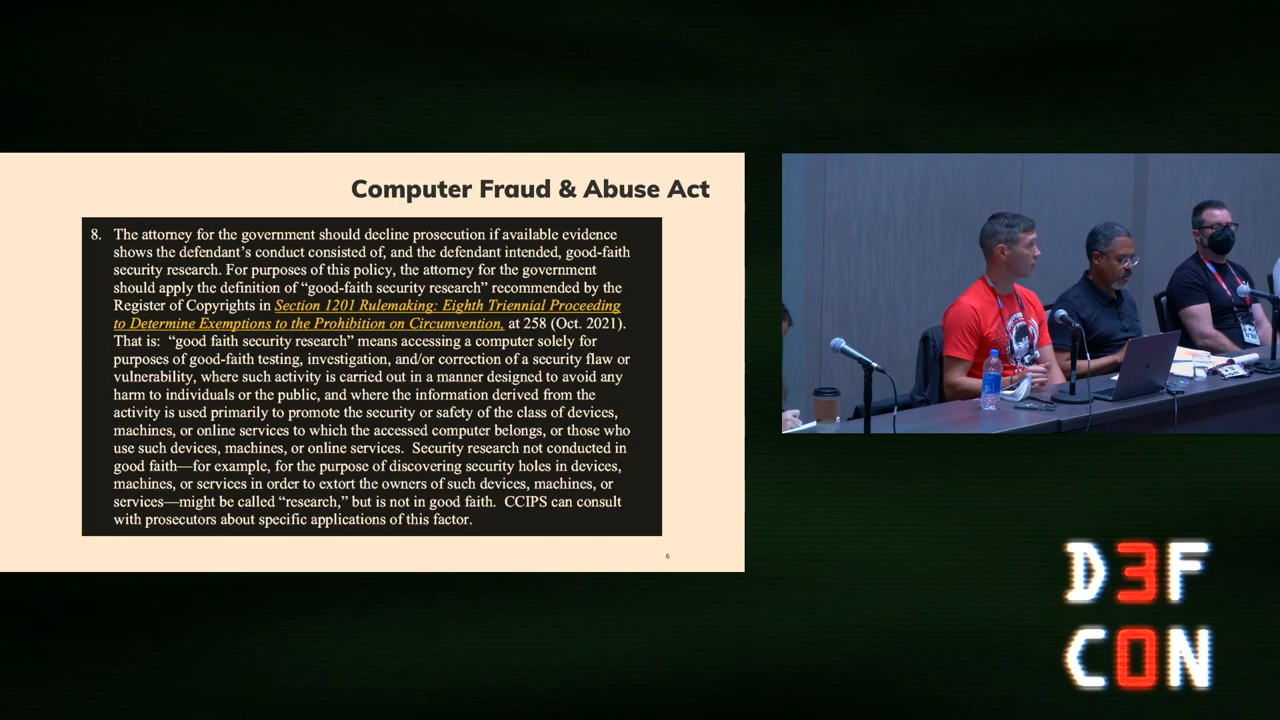 Computer Fraud & Abuse Act
8. The attorney for the government should decline prosecution if available evidence
shows the defendant's conduct consisted of, and the defendant intended, good-faith
security research. For purposes of this policy, the attorney for the government
should apply the definition of “good-faith security research” recommended by the
Register of Copyrights in Section 1201 Rulemaking: Eighth Triennial Proceeding
to Determine Exemptions to the Prohibition on Circumvention, at 258 (Oct. 2021).
That is: “good faith security research” means accessing a computer solely for
purposes of good-faith testing, investigation, and/or correction of a security flaw or
vulnerability, where such activity is carried out in a manner designed to avoid any
harm to individuals or the public, and where the information derived from the
activity is used primarily to promote the security or safety of the class of devices,
machines, or online services to which the accessed computer belongs, or those who
use such devices, machines, or online services. Security research not conducted in
good faith—for example, for the purpose of discovering security holes in devices,
machines, or services in order to extort the owners of such devices, machines, or
services—might be called “research,” but is not in good faith. CCIPS can consult
with prosecutors about specific applications of this factor.
6
D3F
C0N